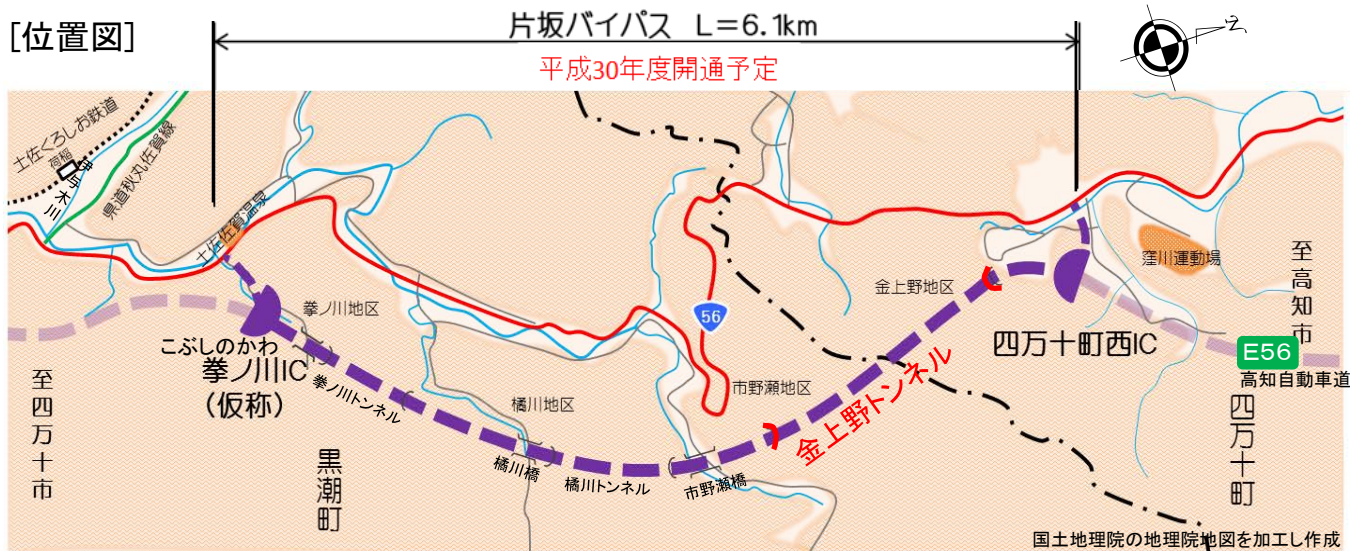 [位置図]
片坂バイパス L=6.1km
平成30年度開通予定
土佐くろしお鉄道
荷稲
伊与木川
県道秋丸佐賀線
土佐佐賀温泉
拳ノ川地区
こぶしのかわ
拳ノ川IC
（仮称）
拳ノ川トンネル
至四万十市
黒潮町
橘川地区
橘川橋
橘川トンネル
市野瀬橋
市野瀬地区
56
金上野トンネル
金上野地区
四万十町西IC
窪川運動場
至高知市
E56
高知自動車道
四万十町
国土地理院の地理院地図を加工し作成